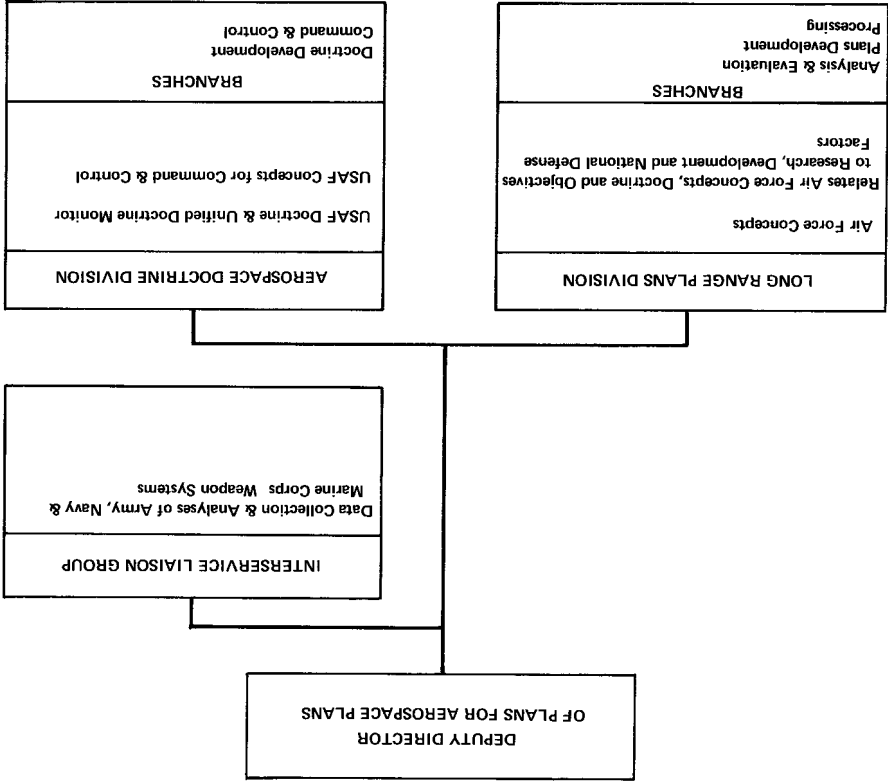 DEPUTY DIRECTOR
OF PLANS FOR AEROSPACE PLANS
INTERSERVICE LIAISON GROUP
Data Collection & Analyses of Army, Navy &
Marine Corps Weapon Systems
LONG RANGE PLANS DIVISION
Air Force Concepts
Relates Air Force Concepts, Doctrine and Objectives
to Research, Development and National Defense
Factors
BRANCHES
Analysis & Evaluation
Plans Development
Processing
AEROSPACE DOCTRINE DIVISION
USAF Doctrine & Unified Doctrine Monitor
USAF Concepts for Command & Control
BRANCHES
Doctrine Development
Command & Control